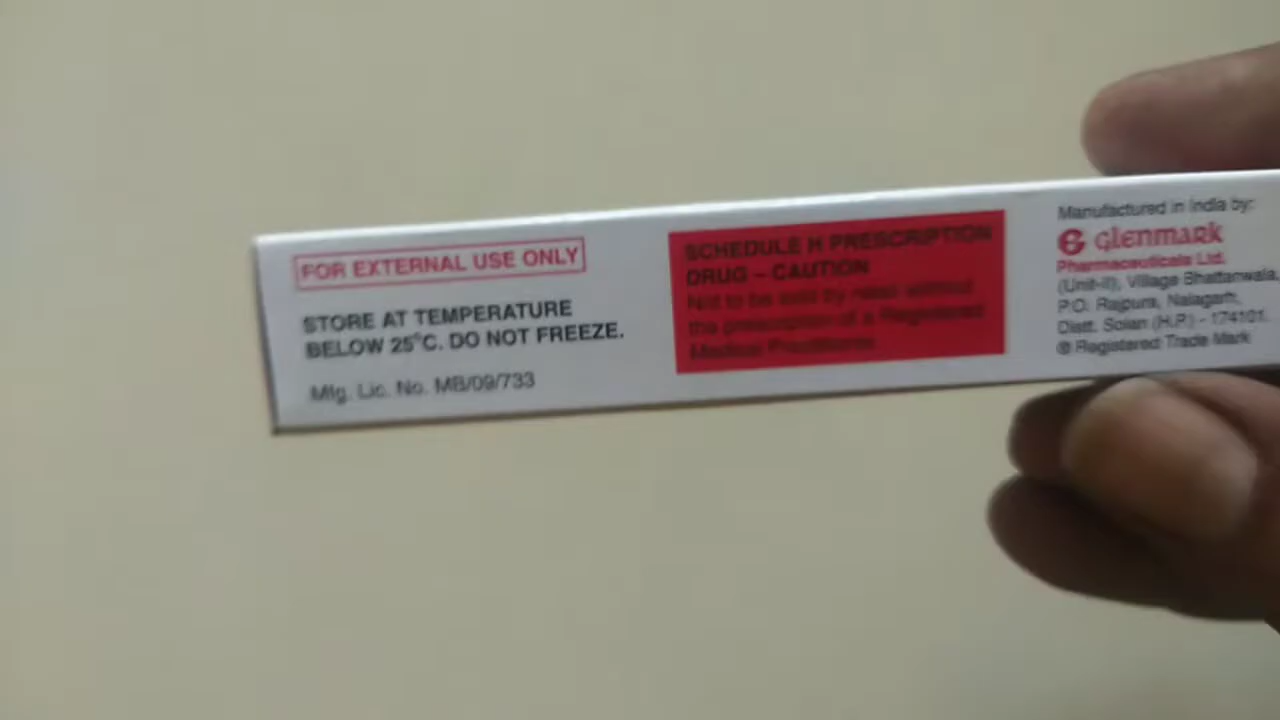 FOR EXTERNAL USE ONLY
STORE AT TEMPERATURE
BELOW 25°C. DO NOT FREEZE.
Mfg. Lic. No. MB/09/733
SCHEDULE H PRESCRIPTION
DRUG – CAUTION
Not to be sold by retail without
the prescription of a Registered
Medical Practitioner.
Manufactured in India by:
G glenmark
Pharmaceuticals Ltd.
(Unit-II), Village Bhattanwala,
P.O. Rajpura, Nalagarh,
Distt. Solan (H.P.) - 174101.
® Registered Trade Mark